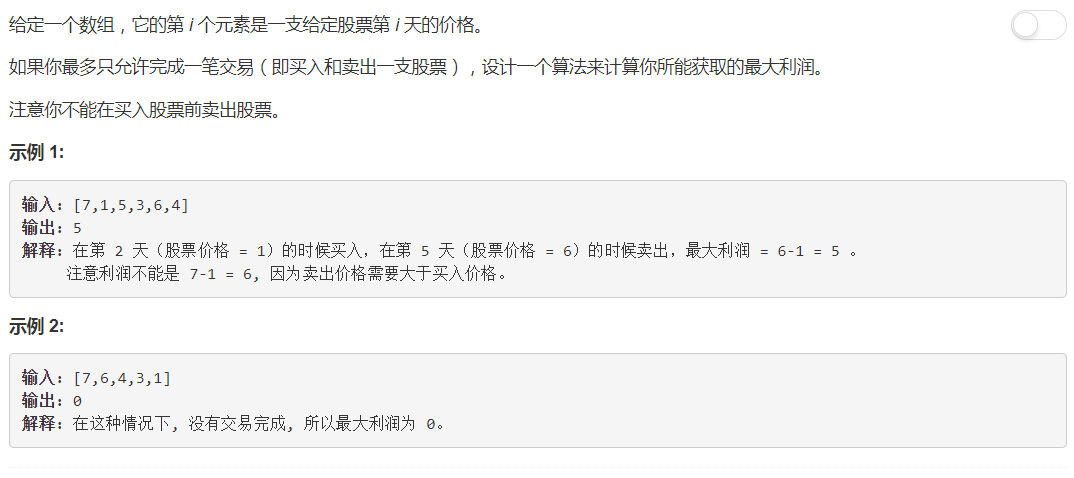 给定一个数组，它的第 i 个元素是一支给定股票第 i 天的价格。
如果你最多只允许完成一笔交易（即买入和卖出一支股票），设计一个算法来计算你所能获取的最大利润。
注意你不能在买入股票前卖出股票。
示例 1:
输入: [7,1,5,3,6,4]
输出: 5
解释: 在第 2 天（股票价格 = 1）的时候买入，在第 5 天（股票价格 = 6）的时候卖出，最大利润 = 6-1 = 5 。
注意利润不能是 7-1 = 6, 因为卖出价格需要大于买入价格。
示例 2:
输入: [7,6,4,3,1]
输出: 0
解释: 在这种情况下, 没有交易完成, 所以最大利润为 0。